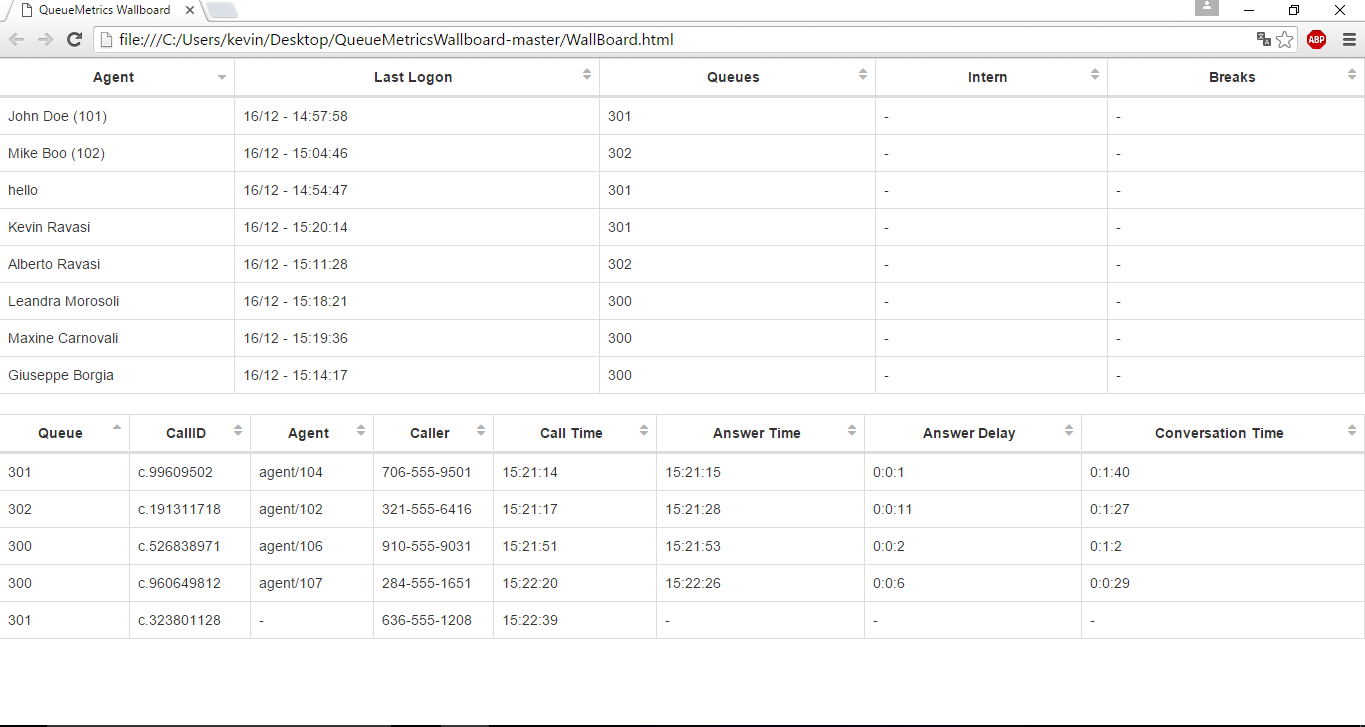 QueueMetrics Wallboard
file:///C:/Users/kevin/Desktop/QueueMetricsWallboard-master/WallBoard.html
ABP
Agent Last Logon Queues Intern Breaks
John Doe (101) 16/12 - 14:57:58 301 - -
Mike Boo (102) 16/12 - 15:04:46 302 - -
hello 16/12 - 14:54:47 301 - -
Kevin Ravasi 16/12 - 15:20:14 301 - -
Alberto Ravasi 16/12 - 15:11:28 302 - -
Leandra Morosoli 16/12 - 15:18:21 300 - -
Maxine Carnovali 16/12 - 15:19:36 300 - -
Giuseppe Borgia 16/12 - 15:14:17 300 - -
Queue CallID Agent Caller Call Time Answer Time Answer Delay Conversation Time
301 c.99609502 agent/104 706-555-9501 15:21:14 15:21:15 0:0:1 0:1:40
302 c.191311718 agent/102 321-555-6416 15:21:17 15:21:28 0:0:11 0:1:27
300 c.526838971 agent/106 910-555-9031 15:21:51 15:21:53 0:0:2 0:1:2
300 c.960649812 agent/107 284-555-1651 15:22:20 15:22:26 0:0:6 0:0:29
301 c.323801128 - 636-555-1208 15:22:39 - - -